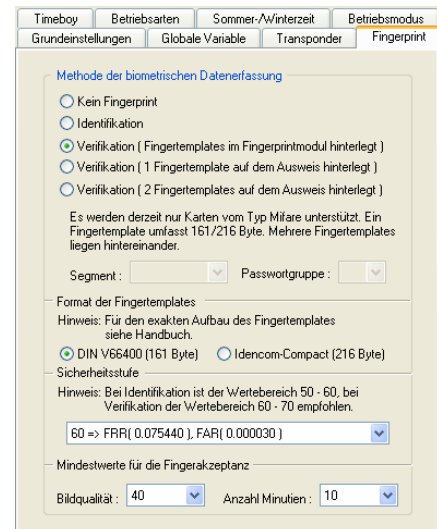 Timeboy Betriebsarten Sommer-/Winterzeit Betriebsmodus
Grundeinstellungen Globale Variable Transponder Fingerprint
Methode der biometrischen Datenerfassung
Kein Fingerprint
Identifikation
Verifikation ( Fingertemplates im Fingerprintmodul hinterlegt )
Verifikation ( 1 Fingertemplate auf dem Ausweis hinterlegt )
Verifikation ( 2 Fingertemplates auf dem Ausweis hinterlegt )
Es werden derzeit nur Karten vom Typ Mifare unterstützt. Ein
Fingertemplate umfasst 161/216 Byte. Mehrere Fingertemplates
liegen hintereinander.
Segment : Passwortgruppe :
Format der Fingertemplates
Hinweis: Für den exakten Aufbau des Fingertemplates
siehe Handbuch.
DIN V66400 (161 Byte) Idencom-Compact (216 Byte)
Sicherheitsstufe
Hinweis: Bei Identifikation ist der Wertebereich 50 - 60, bei
Verifikation der Wertebereich 60 - 70 empfohlen.
60 => FRR( 0.075440 ), FAR( 0.000030 )
Mindestwerte für die Fingerakzeptanz
Bildqualität : 40 Anzahl Minutien : 10